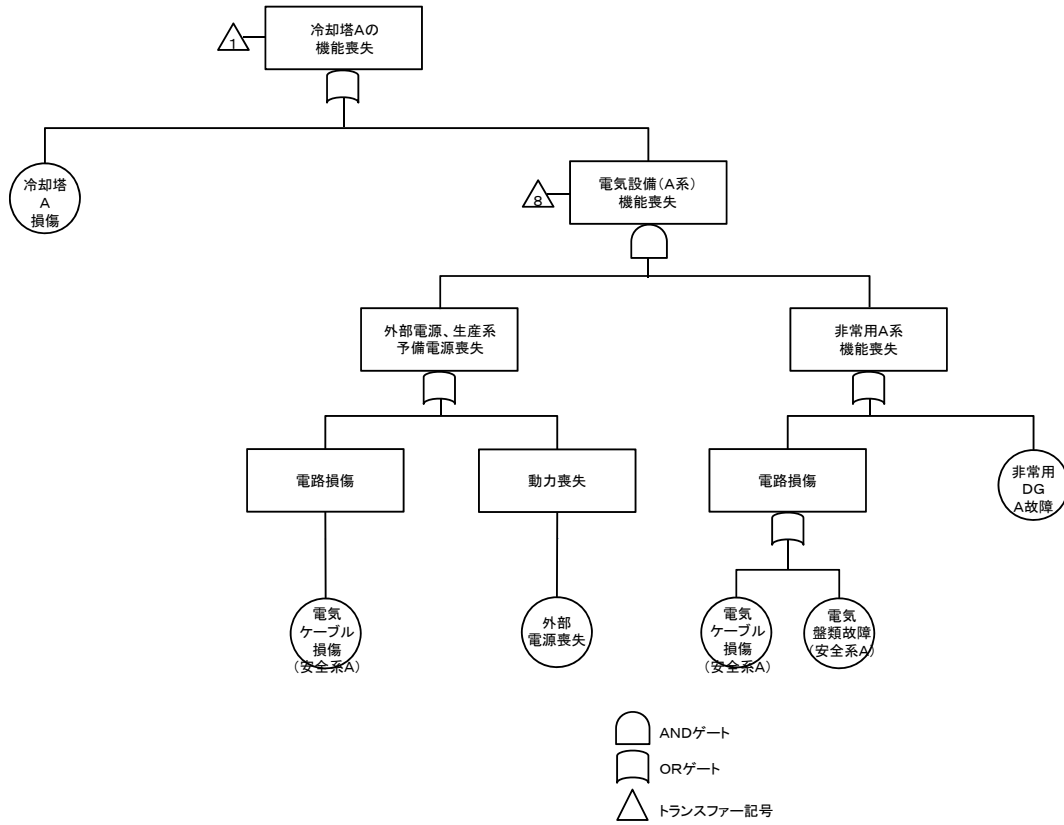 冷却塔Aの
機能喪失
1
冷却塔
A
損傷
電気設備(A系)
機能喪失
8
外部電源、生産系
予備電源喪失
非常用A系
機能喪失
電路損傷
動力喪失
電路損傷
非常用
DG
A故障
電気
ケーブル
損傷
(安全系A)
外部
電源喪失
電気
ケーブル
損傷
(安全系A)
電気
盤類故障
(安全系A)
ANDゲート
ORゲート
トランスファー記号